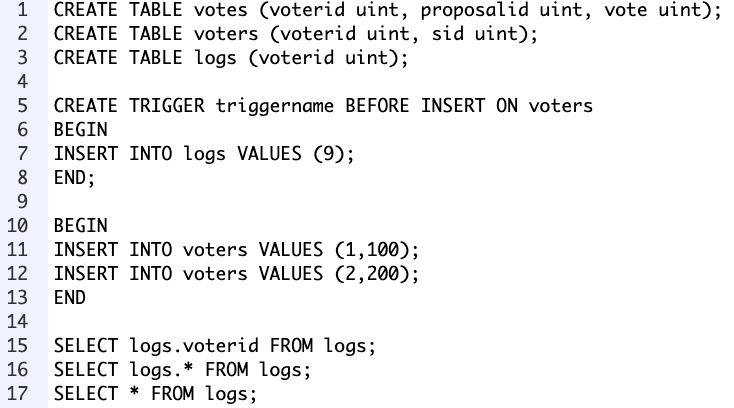 1 CREATE TABLE votes (voterid uint, proposalid uint, vote uint);
2 CREATE TABLE voters (voterid uint, sid uint);
3 CREATE TABLE logs (voterid uint);
4
5 CREATE TRIGGER triggername BEFORE INSERT ON voters
6 BEGIN
7 INSERT INTO logs VALUES (9);
8 END;
9
10 BEGIN
11 INSERT INTO voters VALUES (1,100);
12 INSERT INTO voters VALUES (2,200);
13 END
14
15 SELECT logs.voterid FROM logs;
16 SELECT logs.* FROM logs;
17 SELECT * FROM logs;